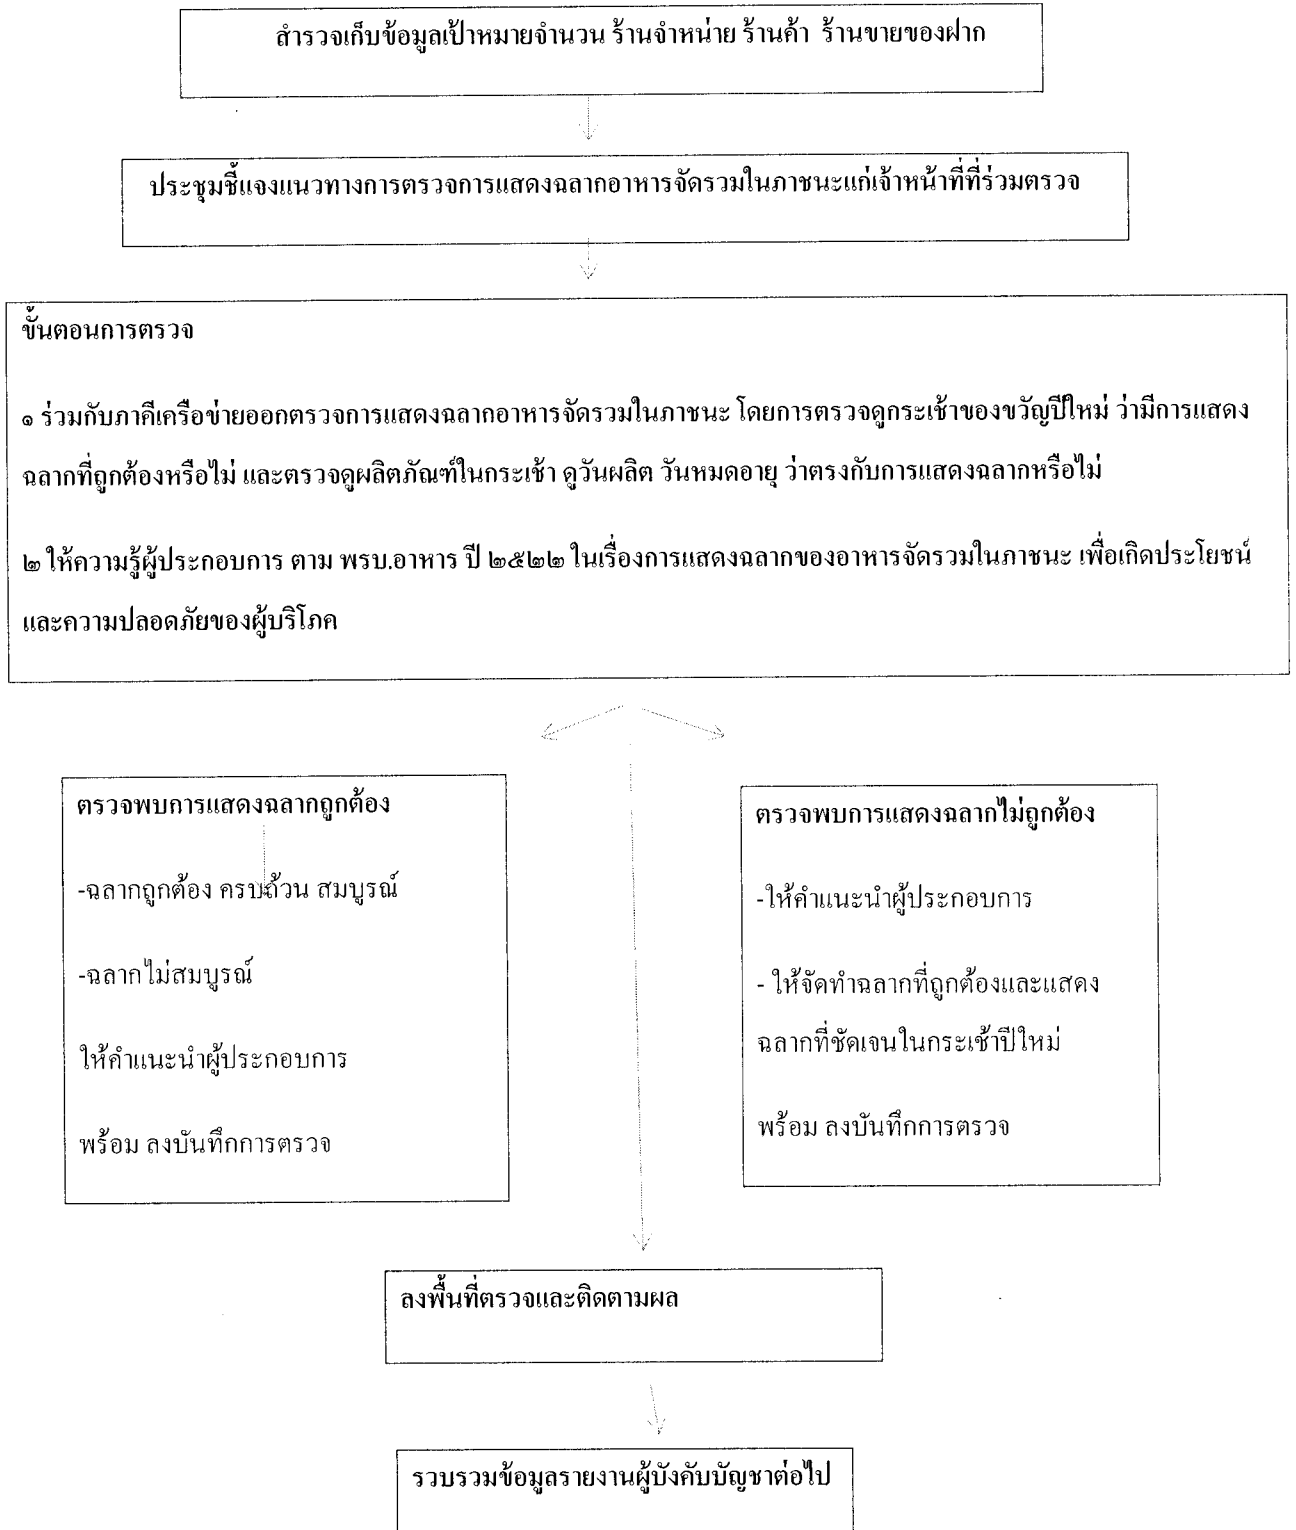 สำรวจเก็บข้อมูลเป้าหมายจำนวน ร้านจำหน่าย ร้านค้า ร้านขายของฝาก
ประชุมชี้แจงแนวทางการตรวจการแสดงฉลากอาหารจัดรวมในภาชนะแก่เจ้าหน้าที่ที่ร่วมตรวจ
ขั้นตอนการตรวจ
๑ ร่วมกับภาคีเครือข่ายออกตรวจการแสดงฉลากอาหารจัดรวมในภาชนะ โดยการตรวจดูกระเช้าของขวัญปีใหม่ ว่ามีการแสดง
ฉลากที่ถูกต้องหรือไม่ และตรวจดูผลิตภัณฑ์ในกระเช้า ดูวันผลิต วันหมดอายุ ว่าตรงกับการแสดงฉลากหรือไม่
๒ ให้ความรู้ผู้ประกอบการ ตาม พรบ.อาหาร ปี ๒๕๒๒ ในเรื่องการแสดงฉลากของอาหารจัดรวมในภาชนะ เพื่อเกิดประโยชน์
และความปลอดภัยของผู้บริโภค
ตรวจพบการแสดงฉลากถูกต้อง
-ฉลากถูกต้อง ครบถ้วน สมบูรณ์
-ฉลากไม่สมบูรณ์
ให้คำแนะนำผู้ประกอบการ
พร้อม ลงบันทึกการตรวจ
ตรวจพบการแสดงฉลากไม่ถูกต้อง
-ให้คำแนะนำผู้ประกอบการ
- ให้จัดทำฉลากที่ถูกต้องและแสดง
ฉลากที่ชัดเจนในกระเช้าปีใหม่
พร้อม ลงบันทึกการตรวจ
ลงพื้นที่ตรวจและติดตามผล
รวบรวมข้อมูลรายงานผู้บังคับบัญชาต่อไป